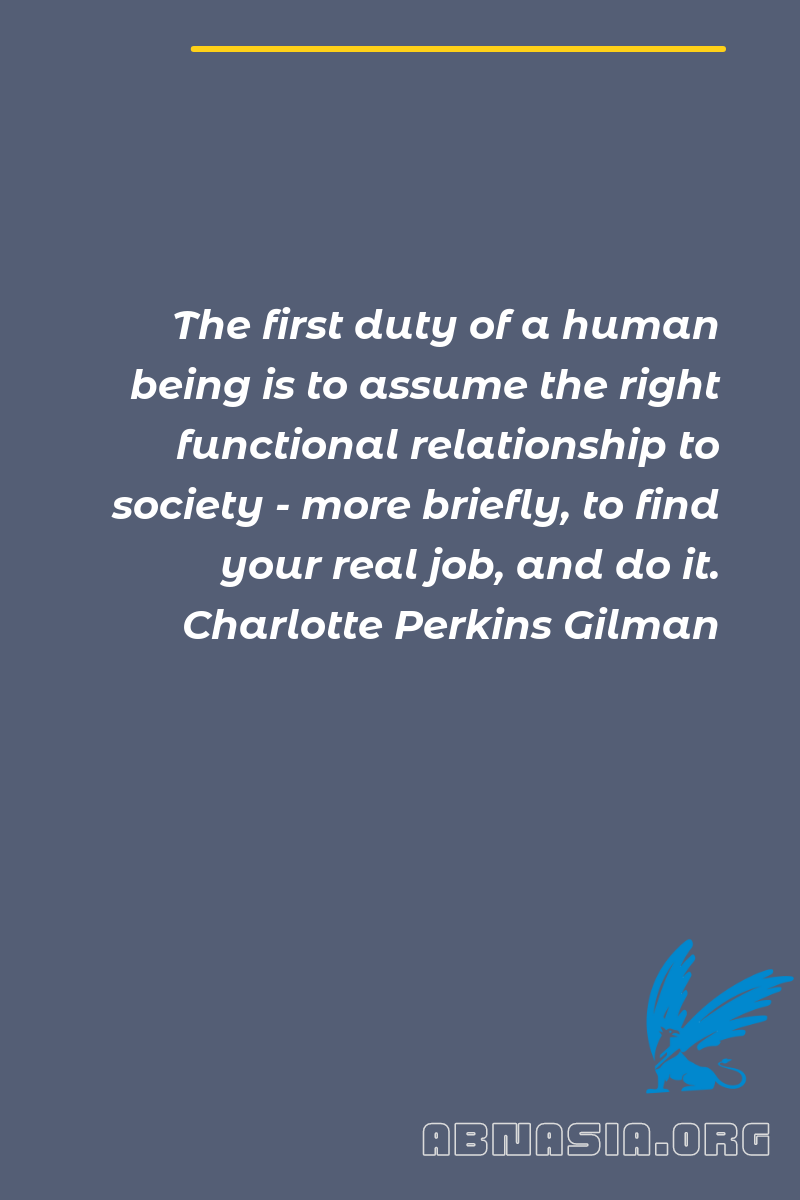 The first duty of a human
being is to assume the right
functional relationship to
society - more briefly, to find
your real job, and do it.
Charlotte Perkins Gilman
ABNASIA.ORG